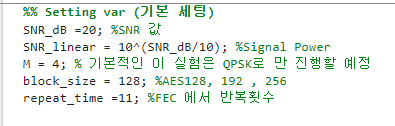 %% Setting var (기본 세팅)
SNR_dB =20; %SNR 값
SNR_linear = 10^(SNR_dB/10); %Signal Power
M = 4; % 기본적인 이 실험은 QPSK로 만 진행할 예정
block_size = 128; %AES128, 192 , 256
repeat_time =11; %FEC 에서 반복횟수